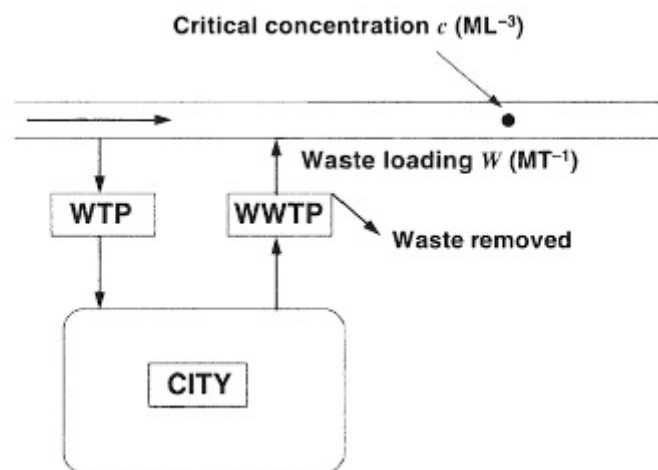 Critical concentration c (ML⁻³)
Waste loading W (MT⁻¹)
WTP
WWTP
Waste removed
CITY